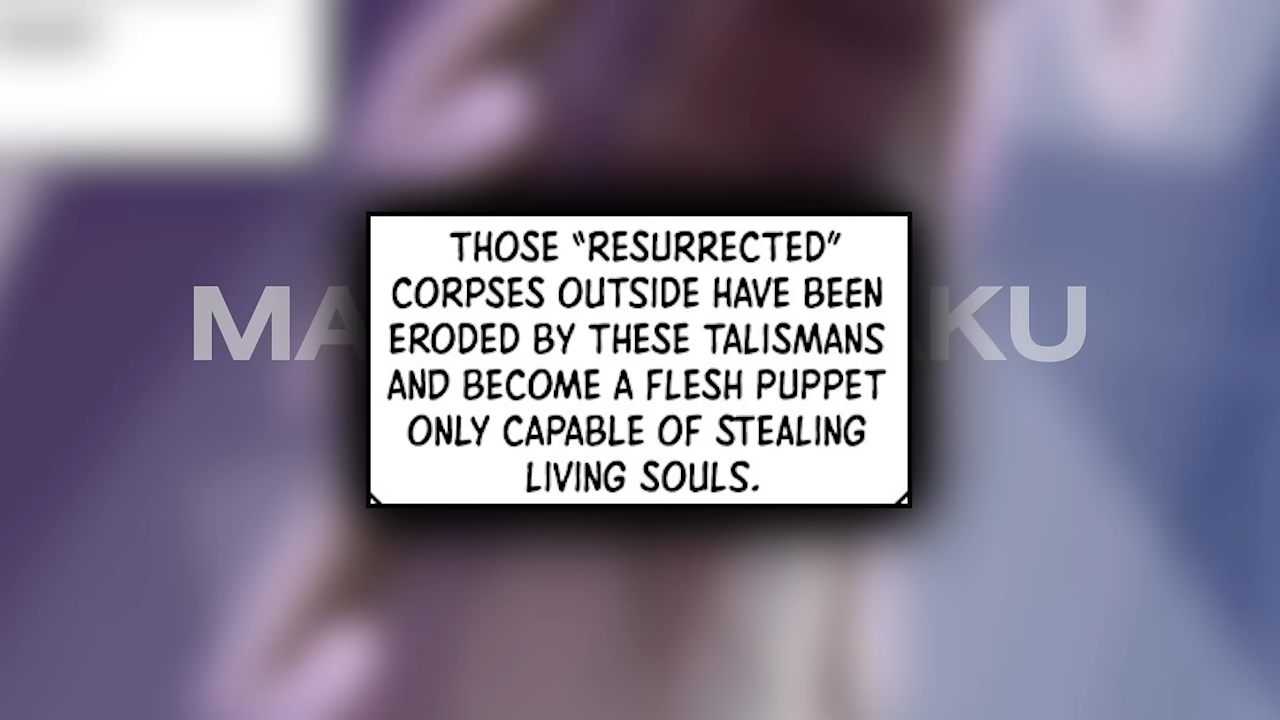 THOSE “RESURRECTED”
CORPSES OUTSIDE HAVE BEEN
ERODED BY THESE TALISMANS
AND BECOME A FLESH PUPPET
ONLY CAPABLE OF STEALING
LIVING SOULS.